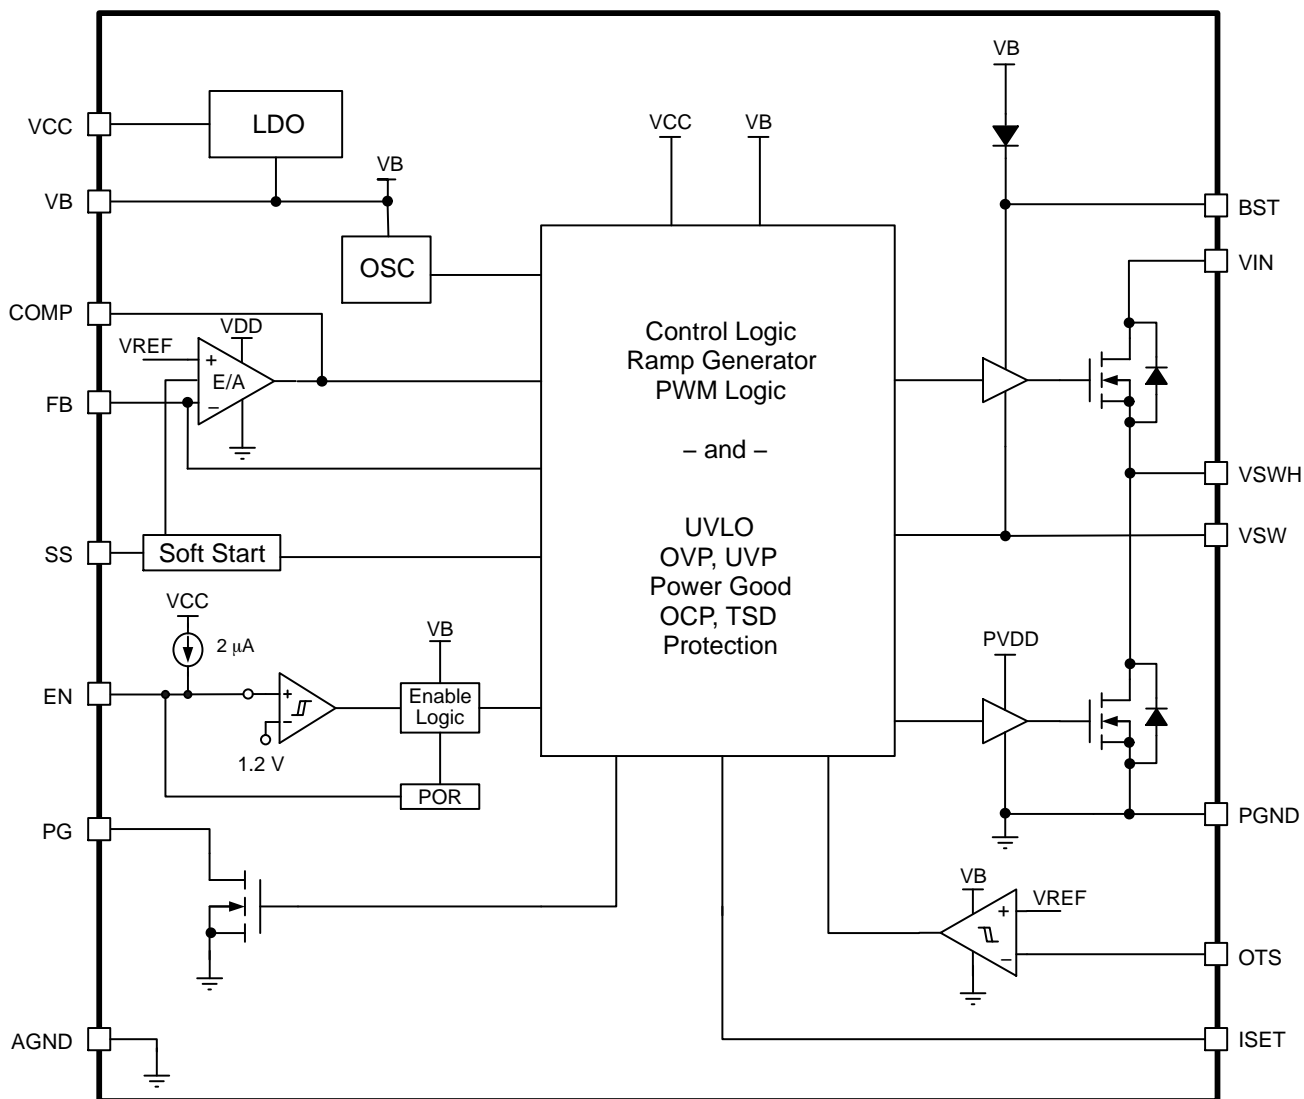 VB
LDO
VCC
VCC
VB
VB
VB
BST
VIN
OSC
COMP
VDD
VREF
+
E/A
−
FB
Control Logic
Ramp Generator
PWM Logic
– and –
UVLO
OVP, UVP
Power Good
OCP, TSD
Protection
VSWH
VSW
SS
Soft Start
VCC
2 μA
VB
PVDD
EN
+
−
Enable
Logic
1.2 V
POR
PG
PGND
VB
VREF
+
−
OTS
AGND
ISET